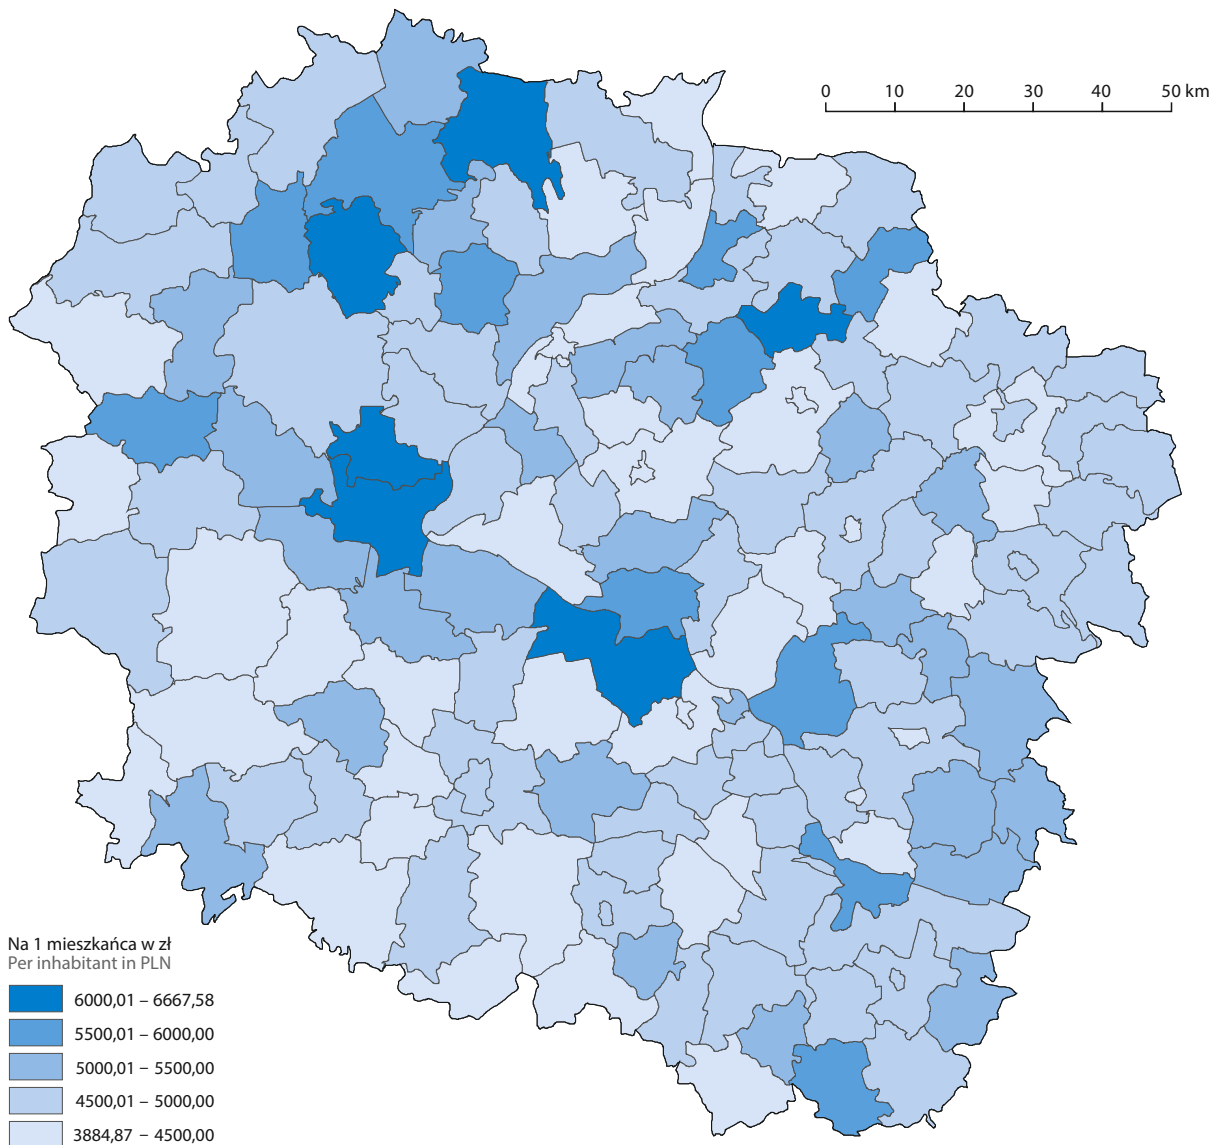 0 10 20 30 40 50 km
Na 1 mieszkańca w zł
Per inhabitant in PLN
6000,01 – 6667,58
5500,01 – 6000,00
5000,01 – 5500,00
4500,01 – 5000,00
3884,87 – 4500,00